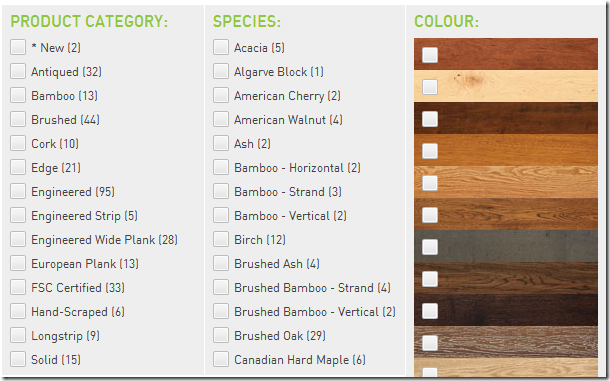 PRODUCT CATEGORY:
* New (2)
Antiqued (32)
Bamboo (13)
Brushed (44)
Cork (10)
Edge (21)
Engineered (95)
Engineered Strip (5)
Engineered Wide Plank (28)
European Plank (13)
FSC Certified (33)
Hand-Scraped (6)
Longstrip (9)
Solid (15)
SPECIES:
Acacia (5)
Algarve Block (1)
American Cherry (2)
American Walnut (4)
Ash (2)
Bamboo - Horizontal (2)
Bamboo - Strand (3)
Bamboo - Vertical (2)
Birch (12)
Brushed Ash (4)
Brushed Bamboo - Strand (4)
Brushed Bamboo - Vertical (2)
Brushed Oak (29)
Canadian Hard Maple (6)
COLOUR: